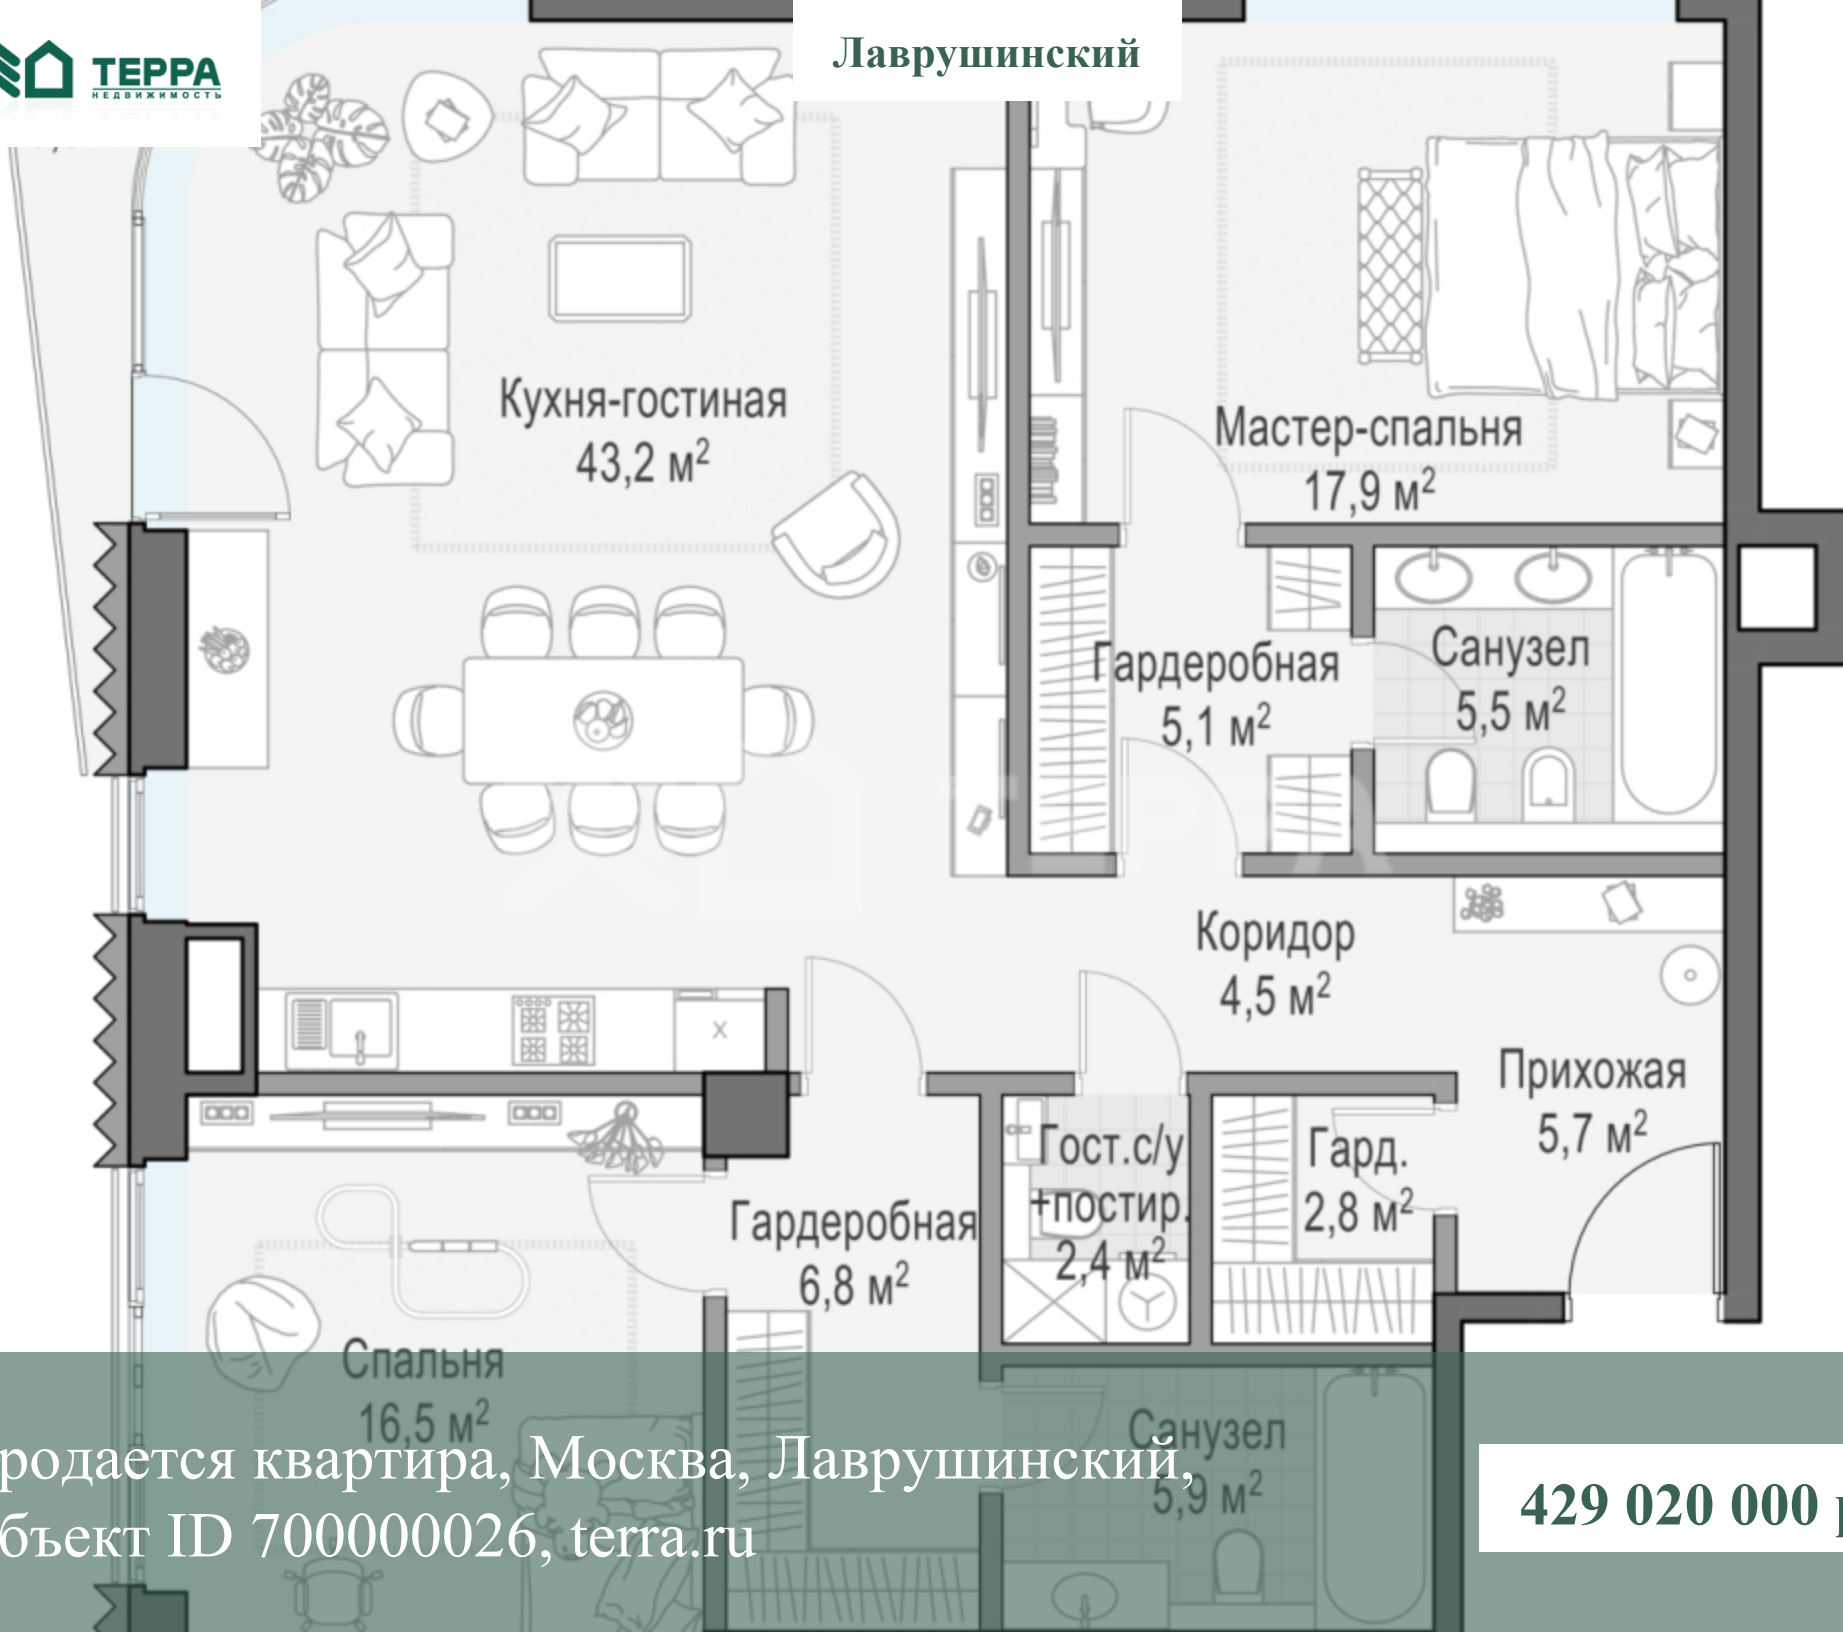 ТЕРРА
НЕДВИЖИМОСТЬ
Лаврушинский
Кухня-гостиная
43,2 м²
Мастер-спальня
17,9 м²
Гардеробная
5,1 м²
Санузел
5,5 м²
Коридор
4,5 м²
Прихожая
5,7 м²
Гост.с/у
+постир.
2,4 м²
Гард.
2,8 м²
Гардеробная
6,8 м²
Спальня
16,5 м²
Санузел
5,9 м²
родается квартира, Москва, Лаврушинский,
бъект ID 700000026, terra.ru
429 020 000